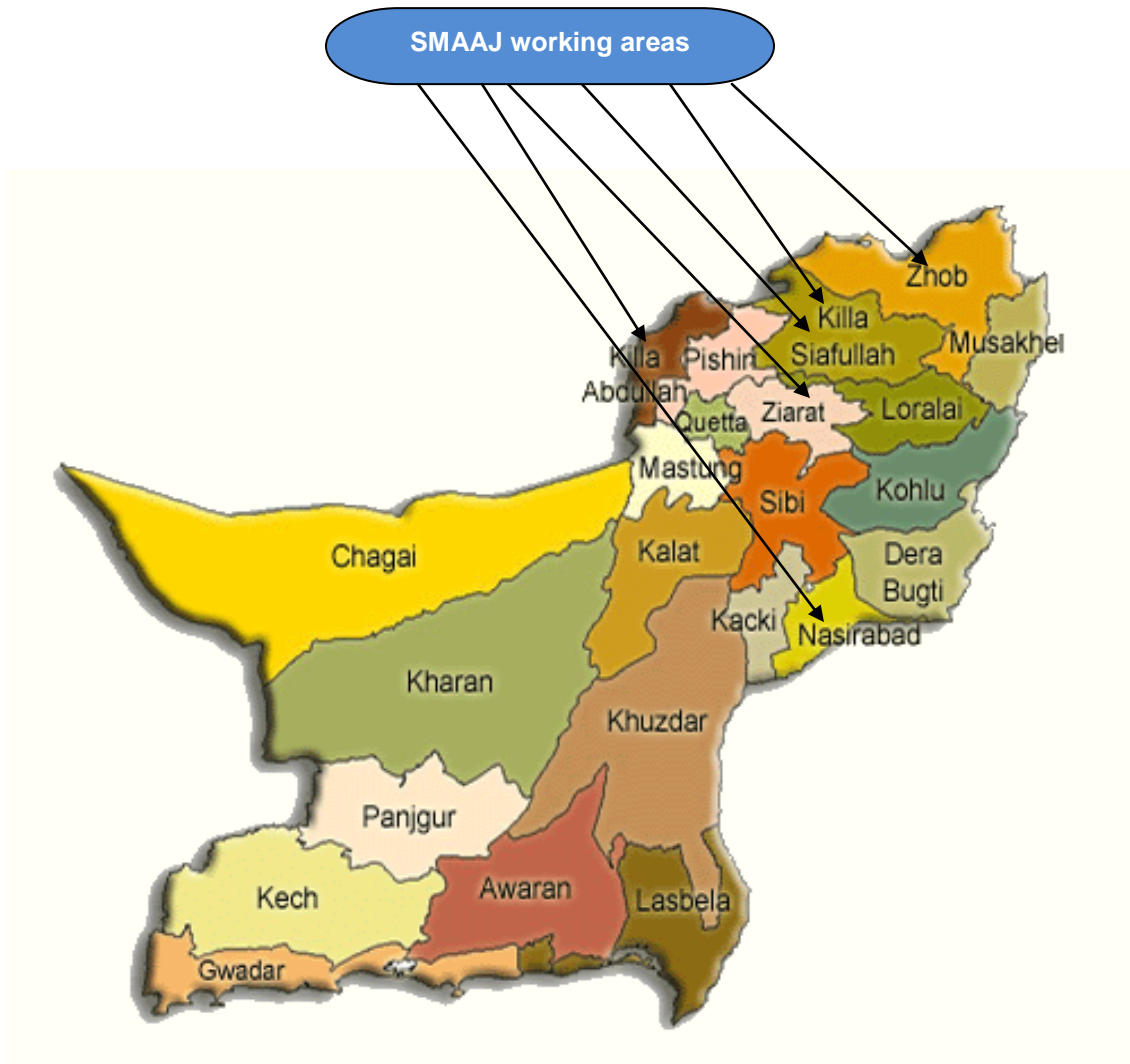 SMAAJ working areas
Zhob
Killa
Siafullah
Musakhel
Killa
Abdullah
Pishin
Ziarat
Loralai
Quetta
Mastung
Sibi
Kohlu
Chagai
Kalat
Dera
Bugti
Kacki
Nasirabad
Kharan
Khuzdar
Panjgur
Kech
Awaran
Lasbela
Gwadar